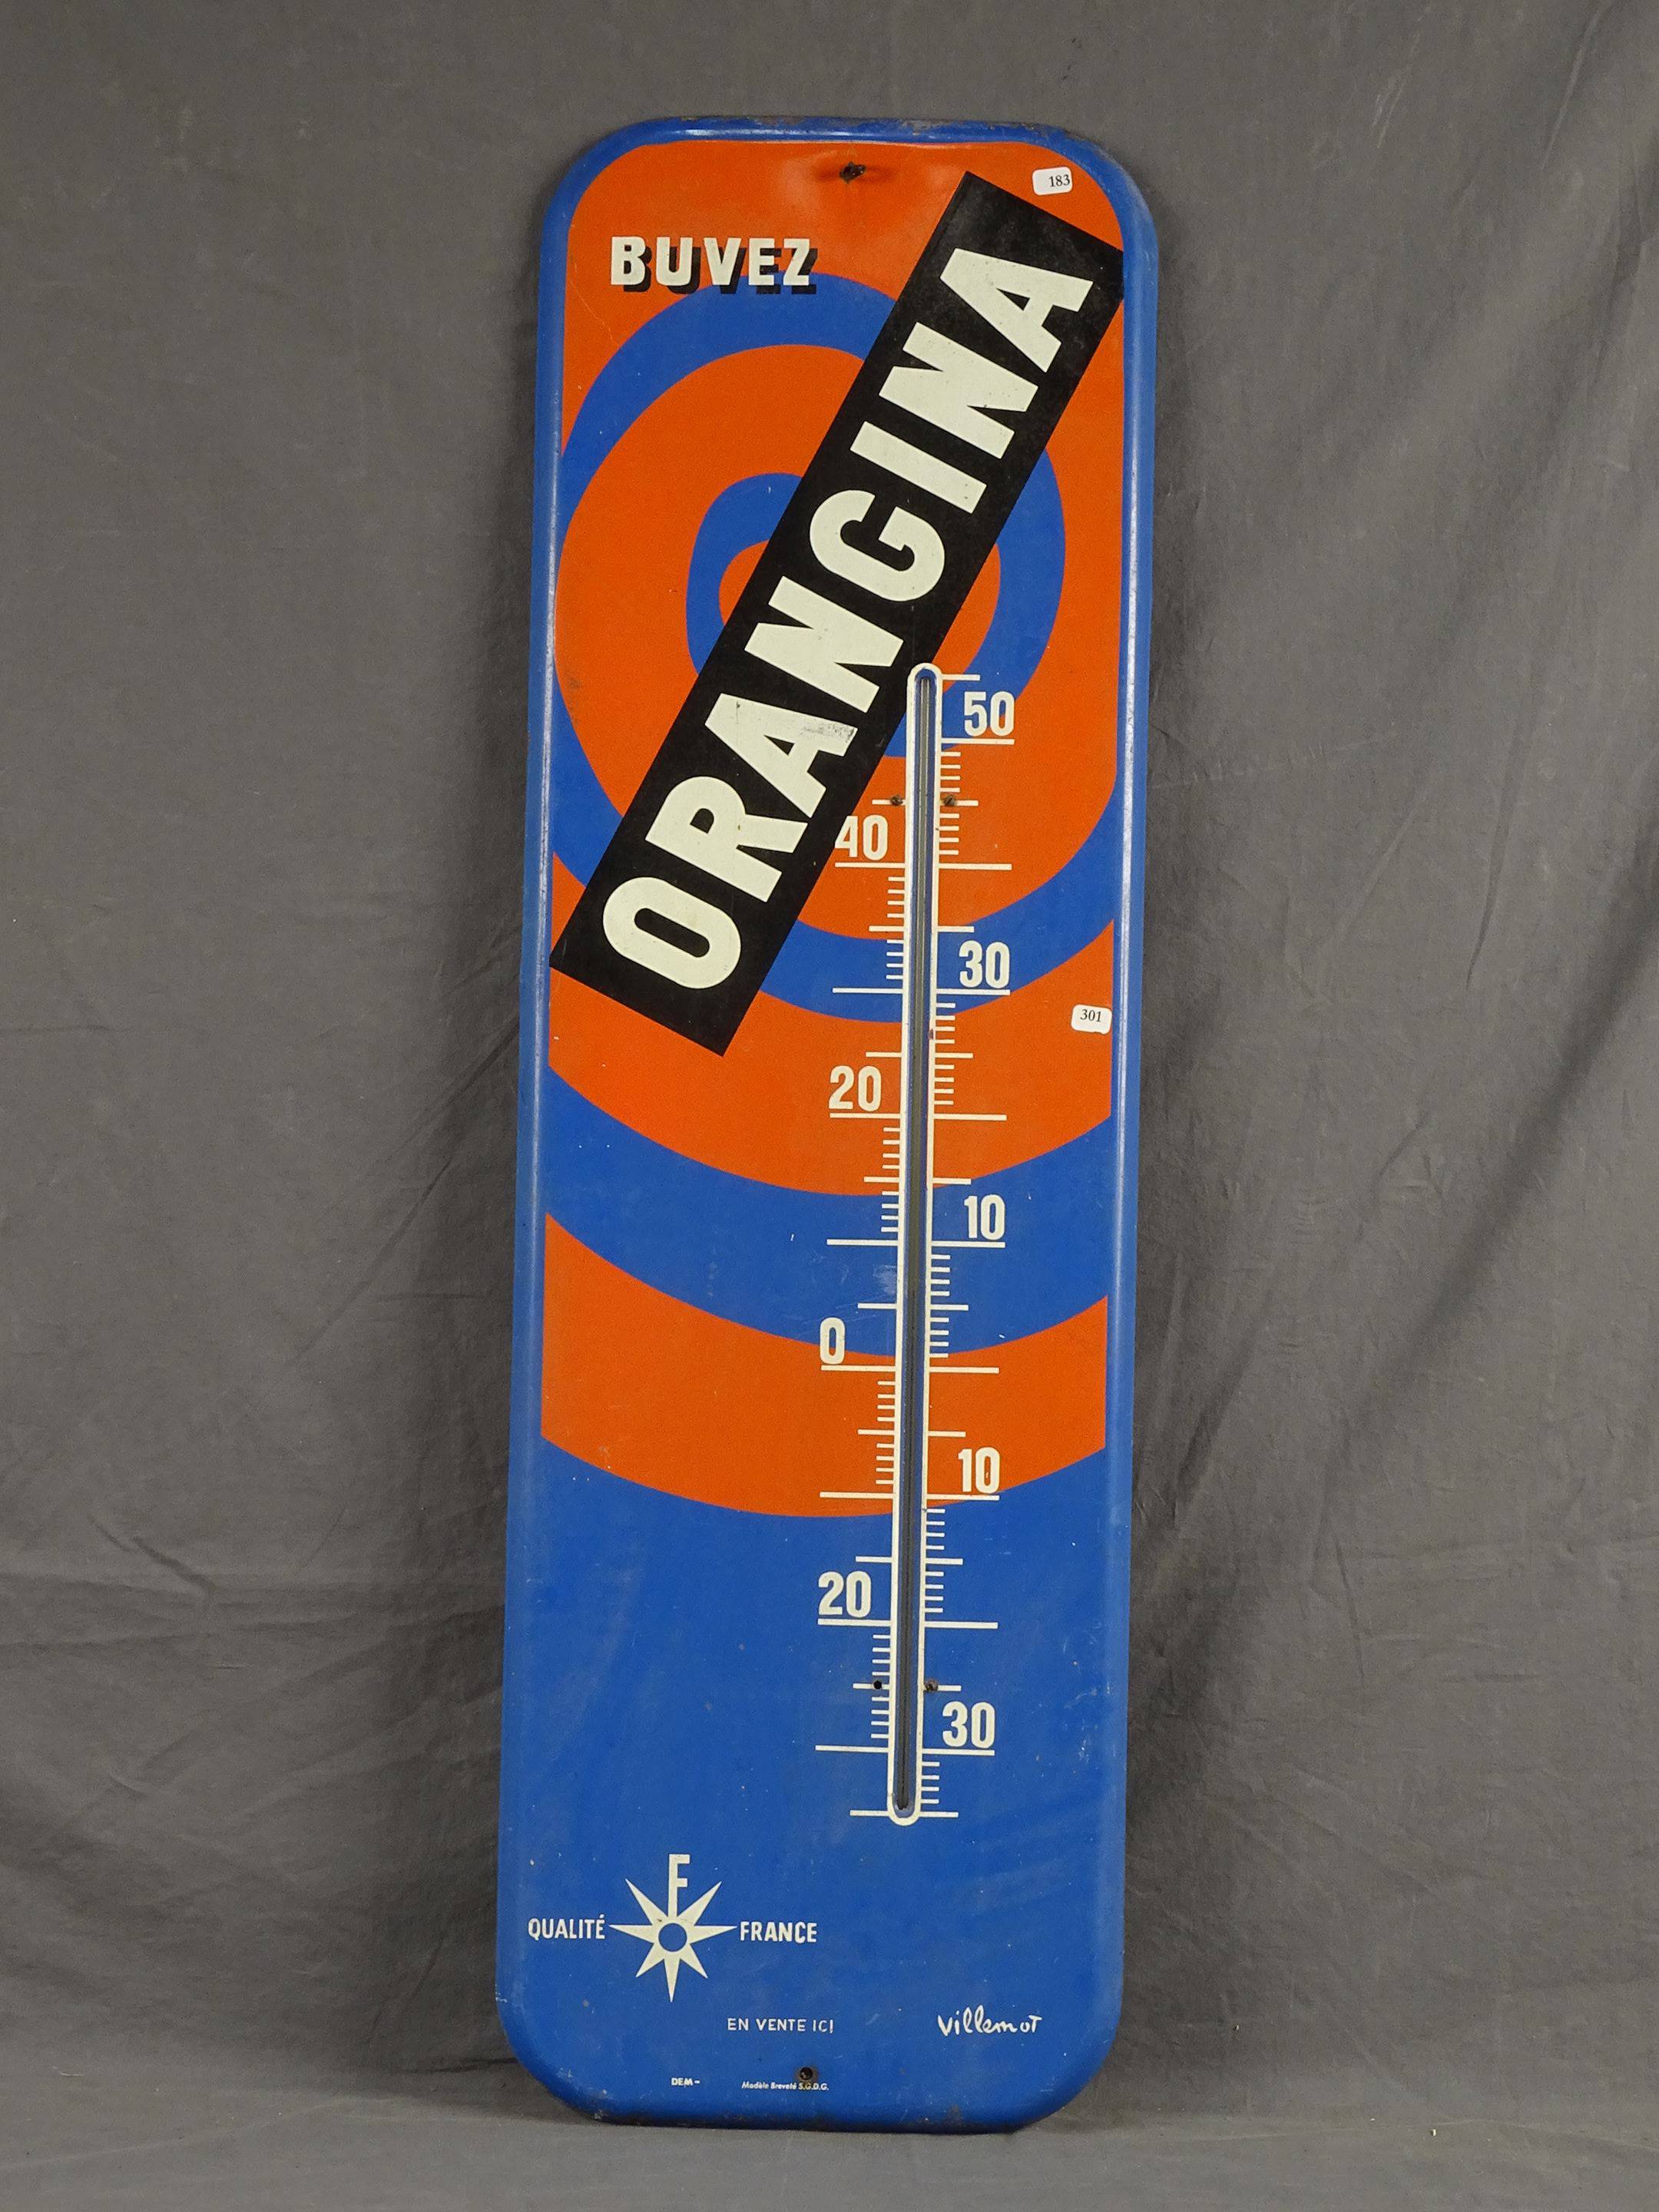 183
BUVEZ
ORANGINA
50
40
30
301
20
10
0
10
20
30
F
QUALITÉ FRANCE
EN VENTE ICI
Villemot
DEM-
Modèle Breveté S.G.D.G.